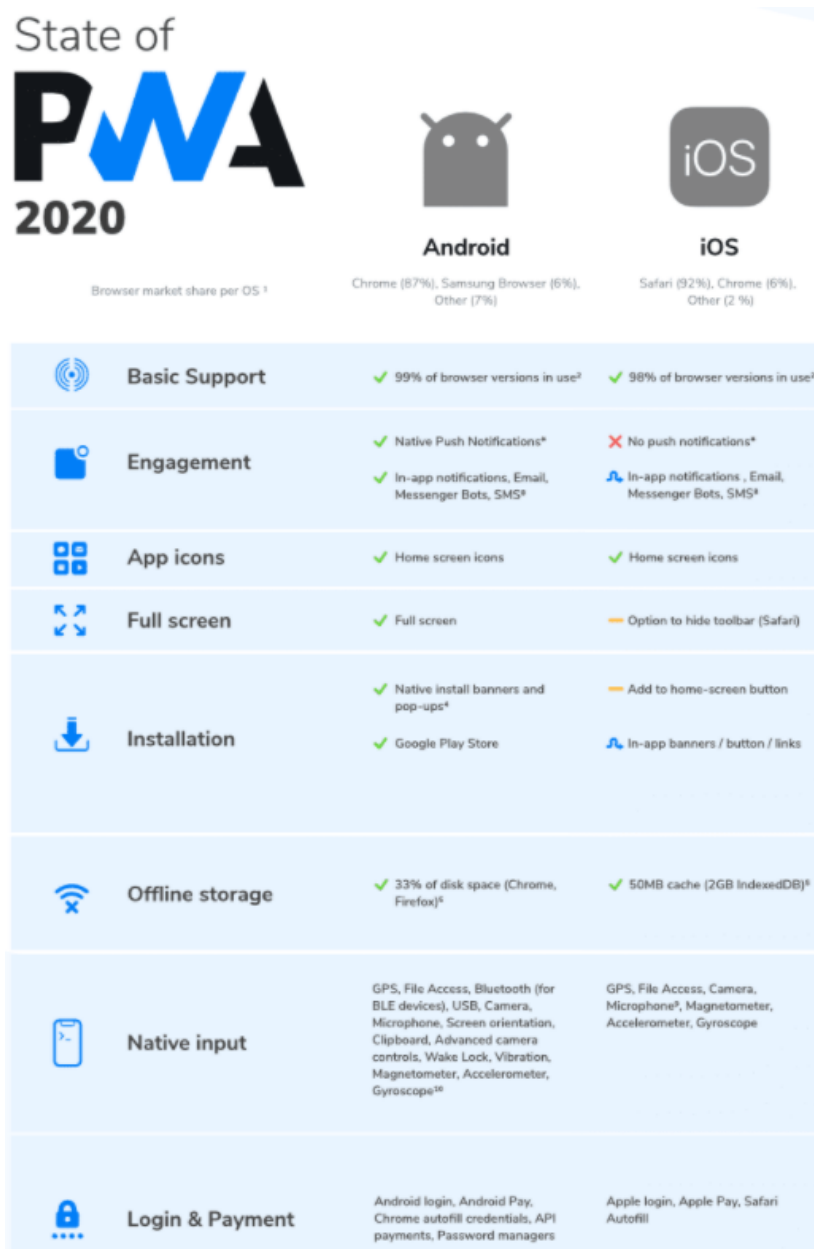 State of
PWA
2020
iOS
Android
iOS
Browser market share per OS ¹
Chrome (87%), Samsung Browser (6%),
Other (7%)
Safari (92%), Chrome (6%),
Other (2 %)
Basic Support
99% of browser versions in use²
98% of browser versions in use²
Engagement
Native Push Notifications*
No push notifications*
In-app notifications, Email,
Messenger Bots, SMS⁸
In-app notifications , Email,
Messenger Bots, SMS⁸
App icons
Home screen icons
Home screen icons
Full screen
Full screen
Option to hide toolbar (Safari)
Installation
Native install banners and
pop-ups⁴
Add to home-screen button
Google Play Store
In-app banners / button / links
Offline storage
33% of disk space (Chrome,
Firefox)⁶
50MB cache (2GB IndexedDB)⁶
Native input
GPS, File Access, Bluetooth (for
BLE devices), USB, Camera,
Microphone, Screen orientation,
Clipboard, Advanced camera
controls, Wake Lock, Vibration,
Magnetometer, Accelerometer,
Gyroscope¹⁰
GPS, File Access, Camera,
Microphone⁹, Magnetometer,
Accelerometer, Gyroscope
Login & Payment
Android login, Android Pay,
Chrome autofill credentials, API
payments, Password managers
Apple login, Apple Pay, Safari
Autofill